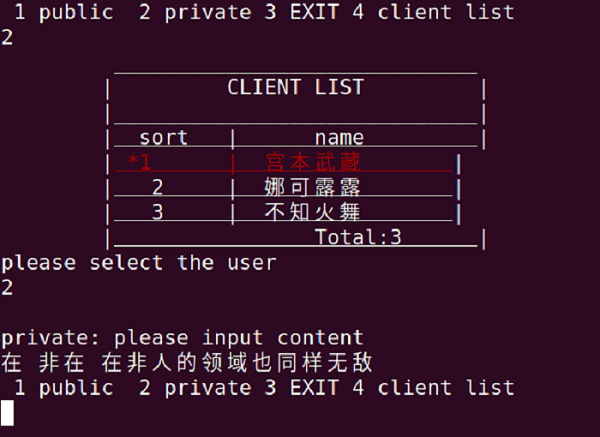 1 public  2 private 3 EXIT 4 client list
2
CLIENT LIST
sort | name
*1 | 宫本武藏
2 | 娜可露露
3 | 不知火舞
Total:3
please select the user
2
private: please input content
在 非在 在非人的领域也同样无敌
1 public  2 private 3 EXIT 4 client list